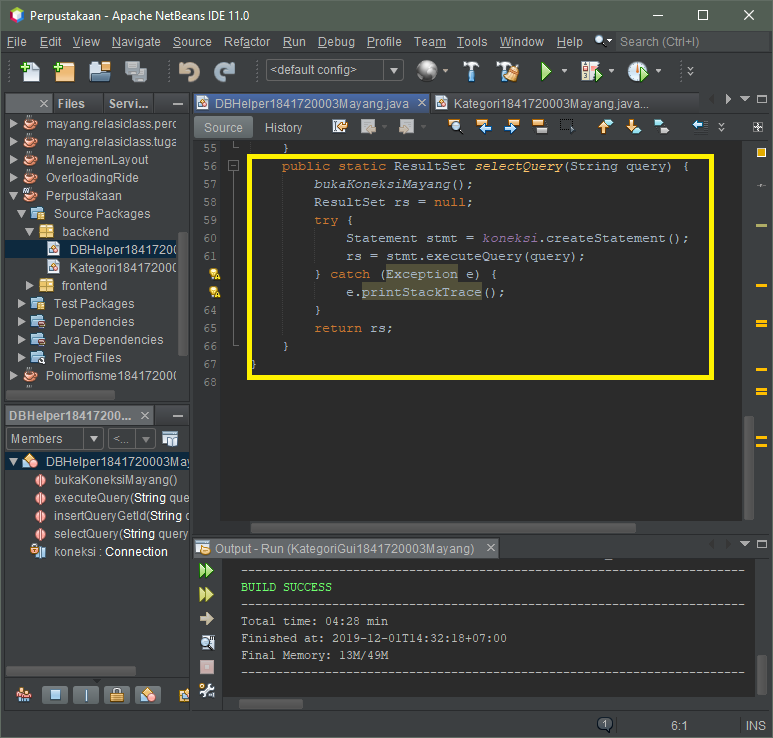 Perpustakaan - Apache NetBeans IDE 11.0
File Edit View Navigate Source Refactor Run Debug Profile Team Tools Window Help Search (Ctrl+I)
<default config>
Files Servi...
DBHelper1841720003Mayang.java
Kategori1841720003Mayang.java...
Source History
mayang.relasiclass.perc
mayang.relasiclass.tuga
MenejemenLayout
OverloadingRide
Perpustakaan
Source Packages
backend
DBHelper184172000
Kategori184172000
frontend
Test Packages
Dependencies
Java Dependencies
Project Files
Polimorfisme184172000
55 }
56 public static ResultSet selectQuery(String query) {
57 bukaKoneksiMayang();
58 ResultSet rs = null;
59 try {
60 Statement stmt = koneksi.createStatement();
61 rs = stmt.executeQuery(query);
} catch (Exception e) {
e.printStackTrace();
64 }
65 return rs;
66 }
67 }
68
DBHelper18417200...
Members <...
DBHelper1841720003May
bukaKoneksiMayang()
executeQuery(String que
insertQueryGetId(String q
selectQuery(String query
koneksi : Connection
Output - Run (KategoriGui1841720003Mayang)
------------------------------------------------------------------------
BUILD SUCCESS
------------------------------------------------------------------------
Total time: 04:28 min
Finished at: 2019-12-01T14:32:18+07:00
Final Memory: 13M/49M
------------------------------------------------------------------------
1 6:1 INS